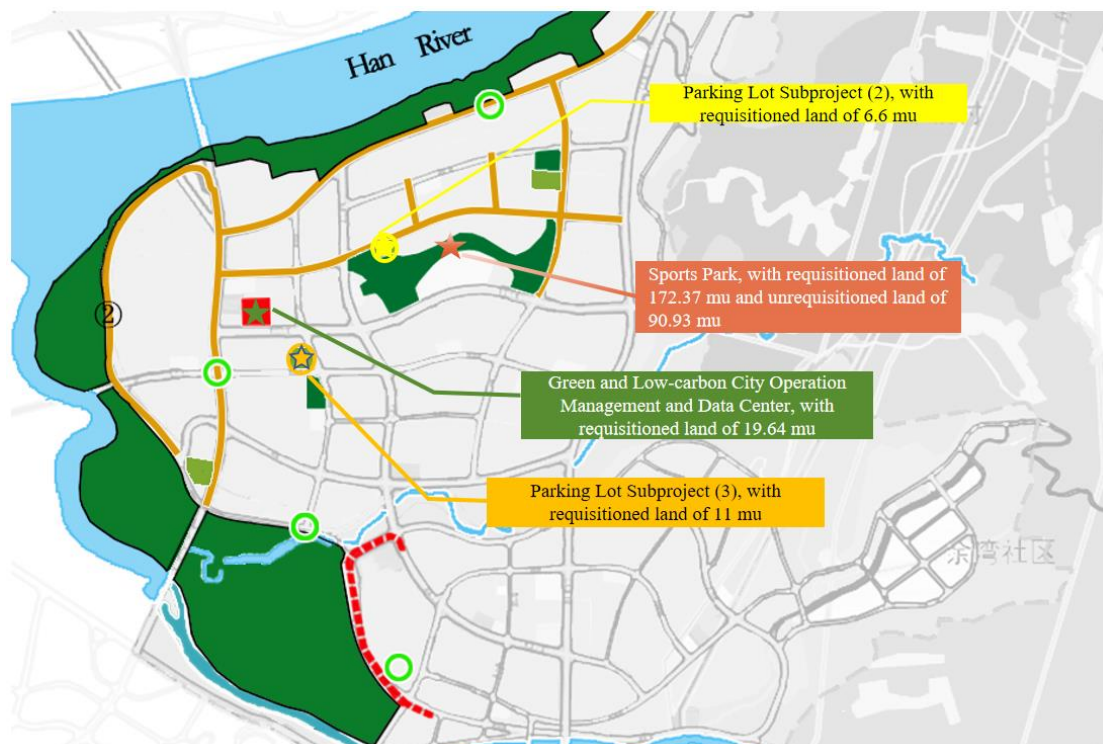 Han River
Parking Lot Subproject (2), with
requisitioned land of 6.6 mu
Sports Park, with requisitioned land of
172.37 mu and unrequisitioned land of
90.93 mu
②
Green and Low-carbon City Operation
Management and Data Center, with
requisitioned land of 19.64 mu
Parking Lot Subproject (3), with
requisitioned land of 11 mu
湾社区